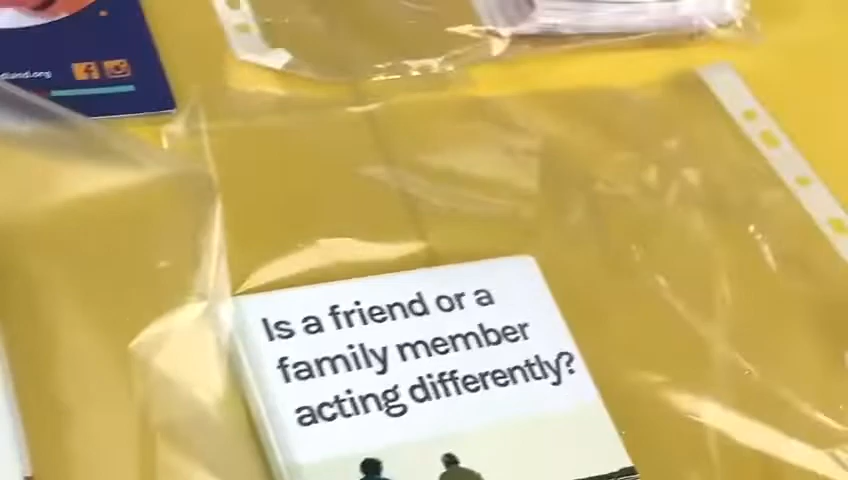 Is a friend or a
family member
acting differently?